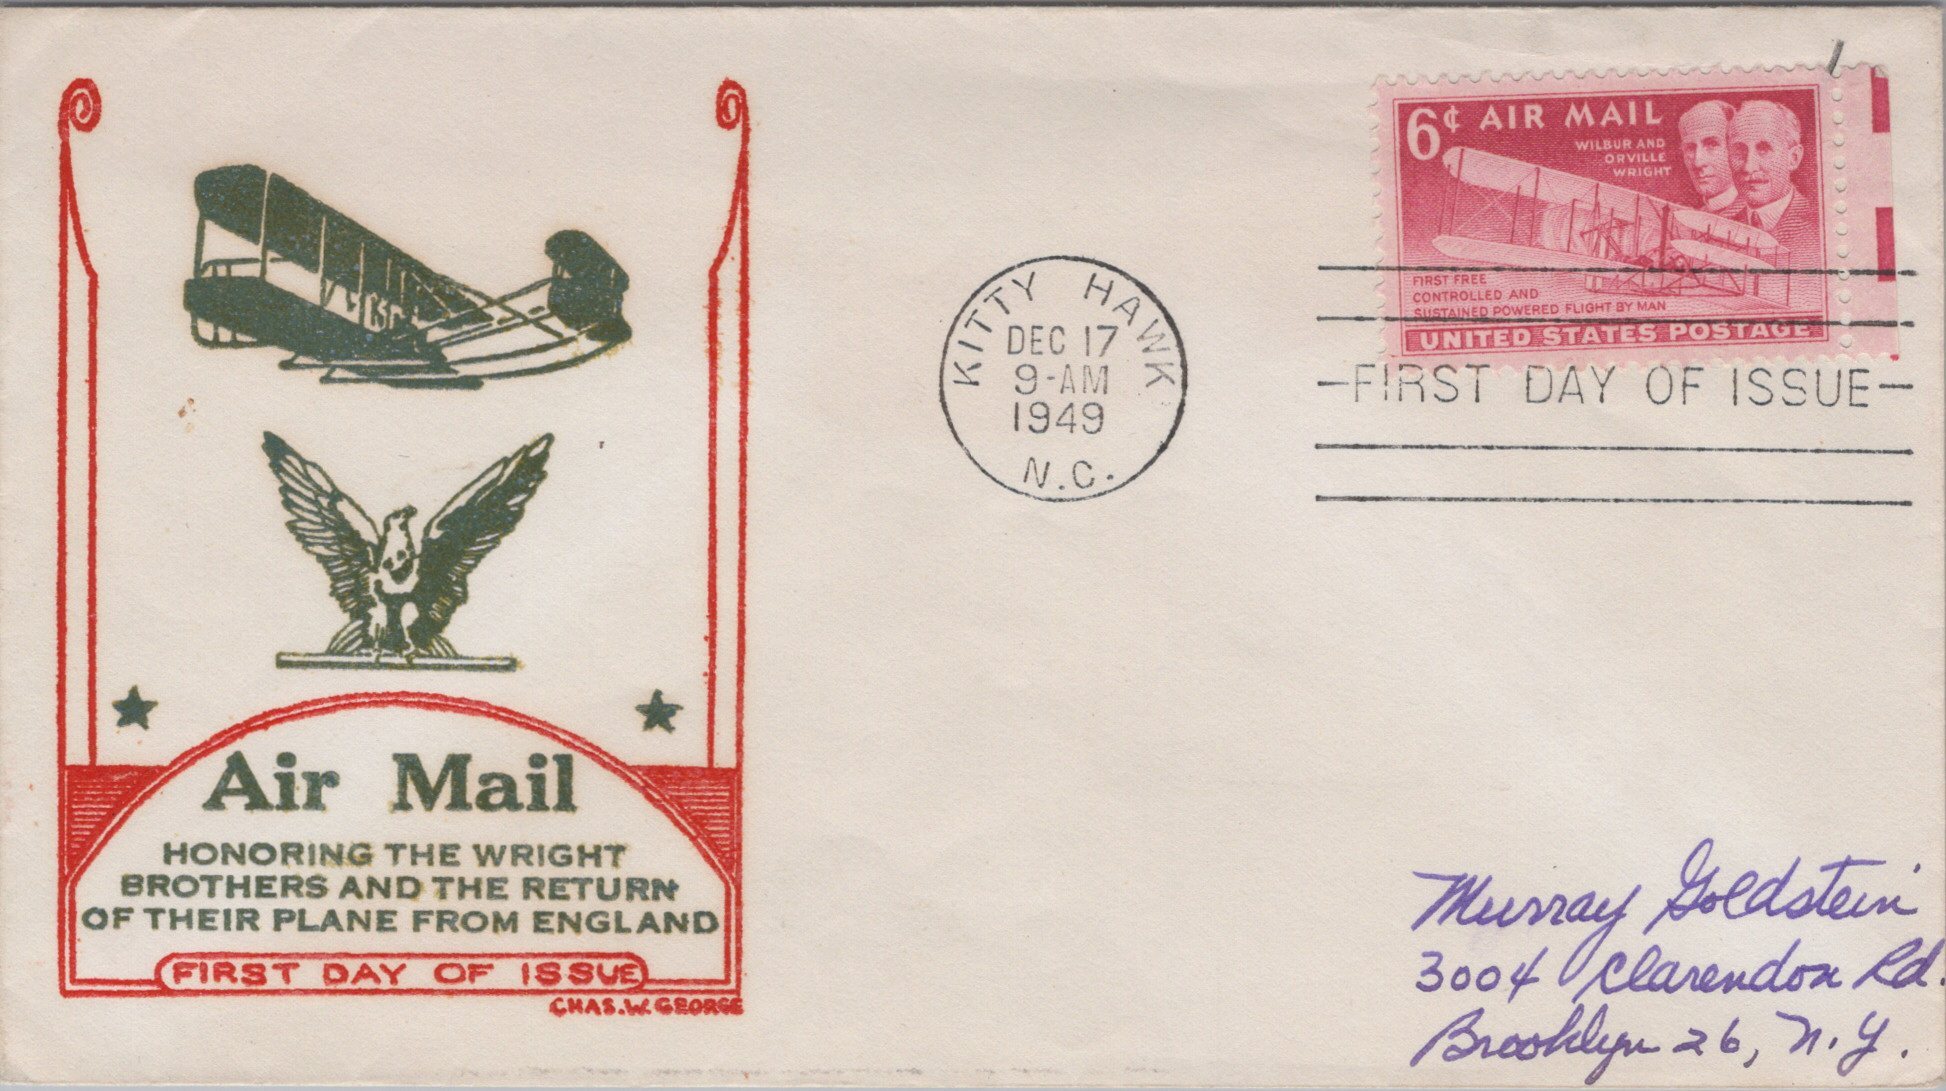 Air Mail
HONORING THE WRIGHT
BROTHERS AND THE RETURN
OF THEIR PLANE FROM ENGLAND
FIRST DAY OF ISSUE
CHAS. W. GEORGE
KITTY HAWK
DEC 17
9-AM
1949
N.C.
6¢ AIR MAIL
WILBUR AND
ORVILLE
WRIGHT
FIRST FREE
CONTROLLED AND
SUSTAINED POWERED FLIGHT BY MAN
UNITED STATES POSTAGE
-FIRST DAY OF ISSUE-
Murray Goldstein
3004 Clarendon Rd.
Brooklyn 26, N.Y.